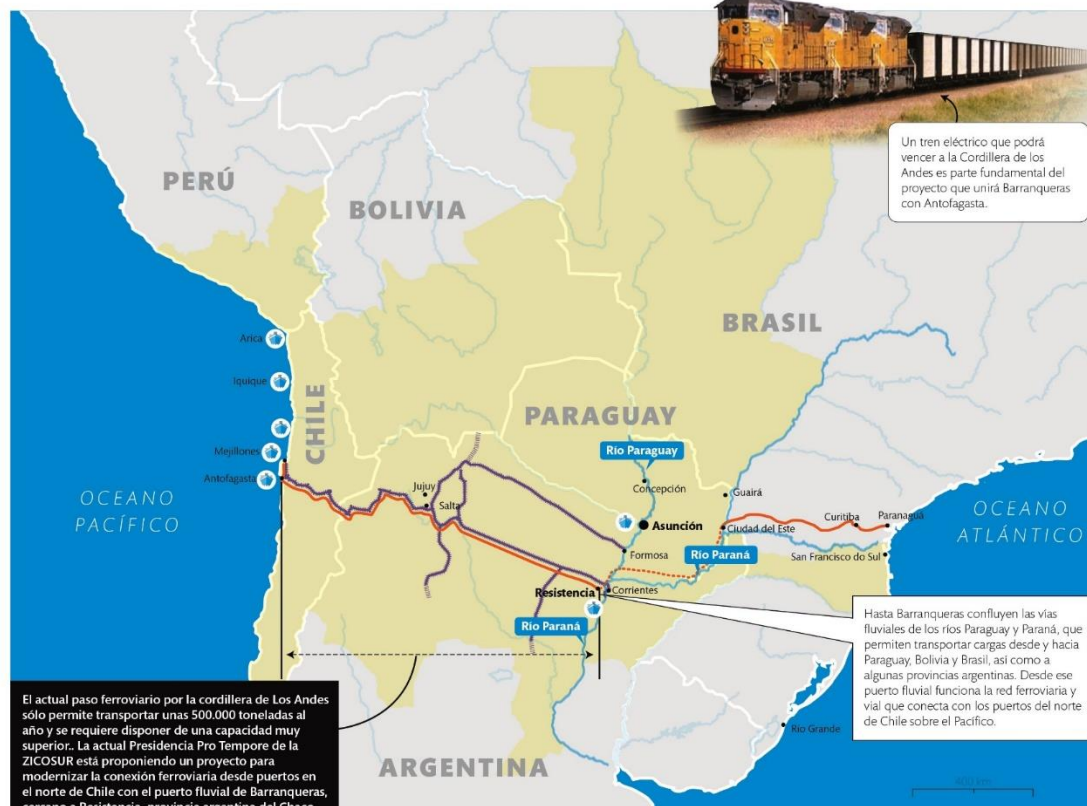 Un tren eléctrico que podrá
vencer a la Cordillera de los
Andes es parte fundamental del
proyecto que unirá Barranqueras
con Antofagasta.
PERÚ
BOLIVIA
BRASIL
Arica
Iquique
CHILE
PARAGUAY
Río Paraguay
Mejillones
Antofagasta
Jujuy
Salta
Concepción
Guairá
OCEANO
PACÍFICO
Asunción
Ciudad del Este
Curitiba
Paranaguá
OCEANO
ATLÁNTICO
Formosa
Río Paraná
San Francisco do Sul
Resistencia
Corrientes
Río Paraná
Hasta Barranqueras confluyen las vías
fluviales de los ríos Paraguay y Paraná, que
permiten transportar cargas desde y hacia
Paraguay, Bolivia y Brasil, así como a
algunas provincias argentinas. Desde ese
puerto fluvial funciona la red ferroviaria y
vial que conecta con los puertos del norte
de Chile sobre el Pacífico.
El actual paso ferroviario por la cordillera de Los Andes
sólo permite transportar unas 500.000 toneladas al
año y se requiere disponer de una capacidad muy
superior.. La actual Presidencia Pro Tempore de la
ZICOSUR está proponiendo un proyecto para
modernizar la conexión ferroviaria desde puertos en
el norte de Chile con el puerto fluvial de Barranqueras,
cercano a Resistencia, provincia argentina del Chaco.
ARGENTINA
Río Grande
400 km